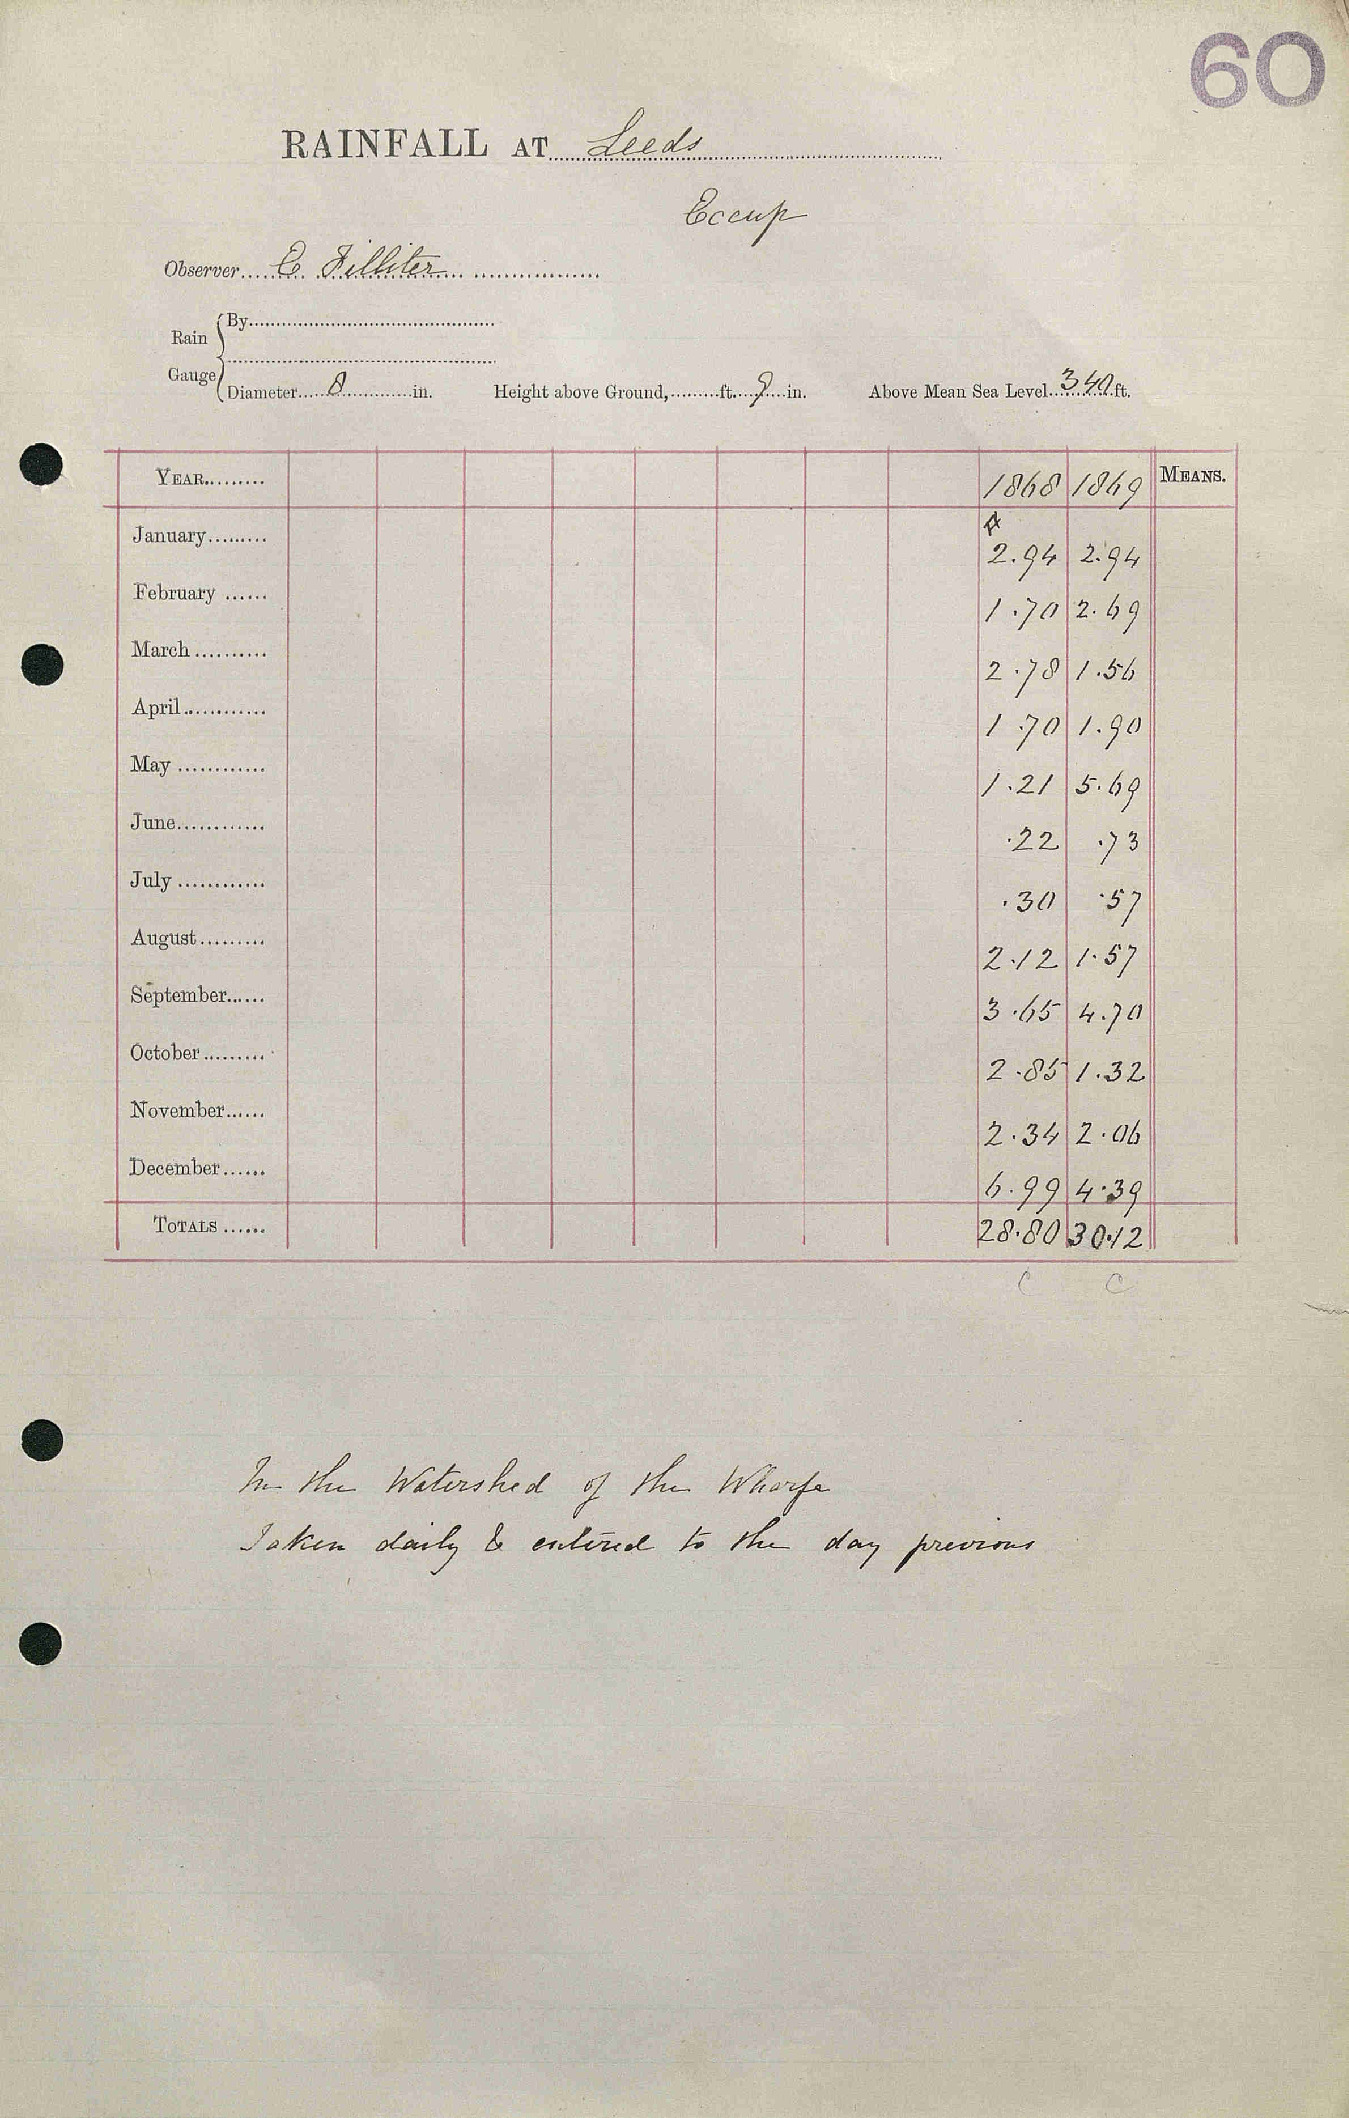 60
RAINFALL AT Leeds
Eccup
Observer E. Filliter
Rain Gauge { By
Diameter 8 in. Height above Ground, ft. 9 in. Above Mean Sea Level 340 ft.
YEAR 1868 1869 MEANS.
January 2.94 2.94
February 1.70 2.69
March 2.78 1.56
April 1.70 1.90
May 1.21 5.69
June .22 .73
July .30 .57
August 2.12 1.57
September 3.65 4.70
October 2.85 1.32
November 2.34 2.06
December 6.99 4.39
TOTALS 28.80 30.12
C C
In the Watershed of the Wharfe
Taken daily & entered to the day previous